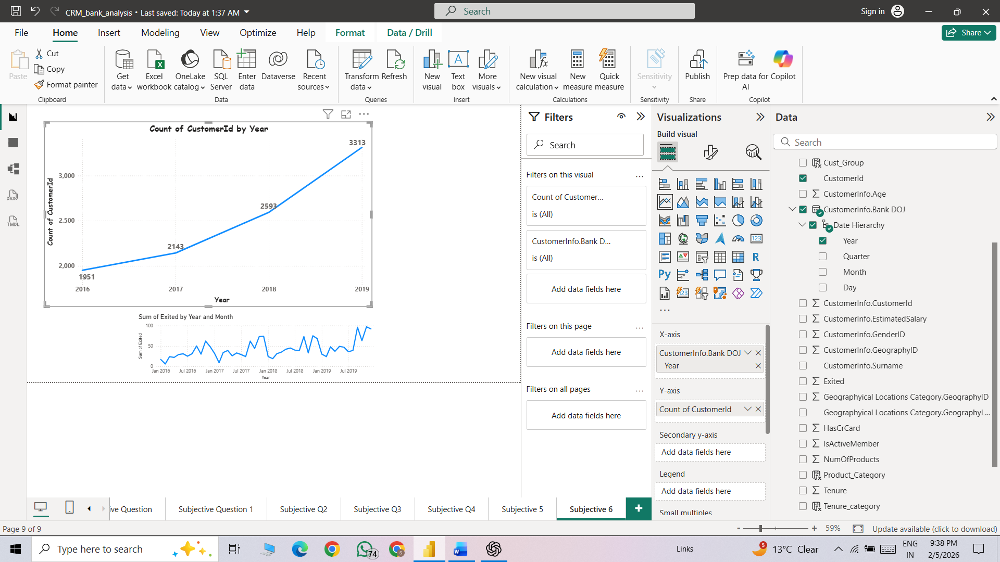 CRM_bank_analysis • Last saved: Today at 1:37 AM
Search
Sign in
File Home Insert Modeling View Optimize Help Format Data / Drill
Share
Paste
Cut
Copy
Format painter
Clipboard
Get data
Excel workbook
OneLake catalog
SQL Server
Enter data
Dataverse
Recent sources
Data
Transform data
Refresh
Queries
New visual
Text box
More visuals
Insert
New visual calculation
New measure
Quick measure
Calculations
Sensitivity
Sensitivity
Publish
Share
Prep data for AI
Copilot
Copilot
DAX
TMDL
Count of CustomerId by Year
Count of CustomerId
3,000
2,500
2,000
1951
2143
2593
3313
2016 2017 2018 2019
Year
Sum of Exited by Year and Month
Sum of Exited
100
50
0
Jan 2016 Jul 2016 Jan 2017 Jul 2017 Jan 2018 Jul 2018 Jan 2019 Jul 2019
Year
Filters
Search
Filters on this visual
...
Count of Customer...
is (All)
CustomerInfo.Bank D...
is (All)
Add data fields here
Filters on this page
...
Add data fields here
Filters on all pages
...
Add data fields here
Visualizations
Build visual
123
R
Py
123
...
X-axis
CustomerInfo.Bank DOJ
Year
Y-axis
Count of CustomerId
Secondary y-axis
Add data fields here
Legend
Add data fields here
Small multiples
Data
Search
Cust_Group
CustomerId
CustomerInfo.Age
CustomerInfo.Bank DOJ
Date Hierarchy
Year
Quarter
Month
Day
CustomerInfo.CustomerId
CustomerInfo.EstimatedSalary
CustomerInfo.GenderID
CustomerInfo.GeographyID
CustomerInfo.Surname
Exited
Geographyical Locations Category.GeographyID
Geographyical Locations Category.GeographyL...
HasCrCard
IsActiveMember
NumOfProducts
Product_Category
Tenure
Tenure_category
ive Question
Subjective Question 1
Subjective Q2
Subjective Q3
Subjective Q4
Subjective 5
Subjective 6
+
Page 9 of 9
- + 59%
Update available (click to download)
Type here to search
74
S
Links
5
13°C Clear
ENG
IN
9:38 PM
2/5/2026